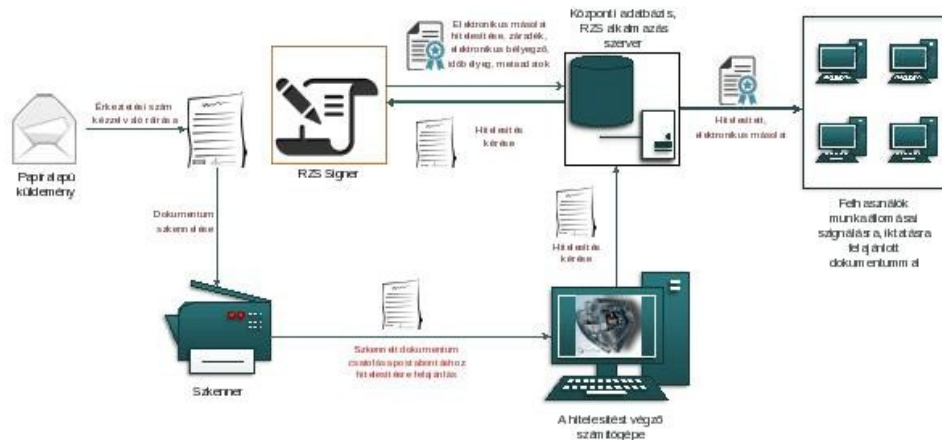 Papíralapú
küldemény
Érkeztetési szám
kézzel való ráírása
Dokumentum
szkennelése
Szkenner
Szkennelt dokumentum
csatolása postabontáshoz
hitelesítésre felajánlás
A hitelesítést végző
számítógépe
Hitelesítés
kérése
Központi adatbázis,
RZS alkalmazás
szerver
Hitelesítés
kérése
RZS Signer
Elektronikus másolat
hitelesítése, záradék,
elektronikus bélyegző,
időbélyeg, metaadatok
Hitelesített,
elektronikus másolat
Felhasználók
munkaállomásai
szignálásra, iktatásra
felajánlott
dokumentummal